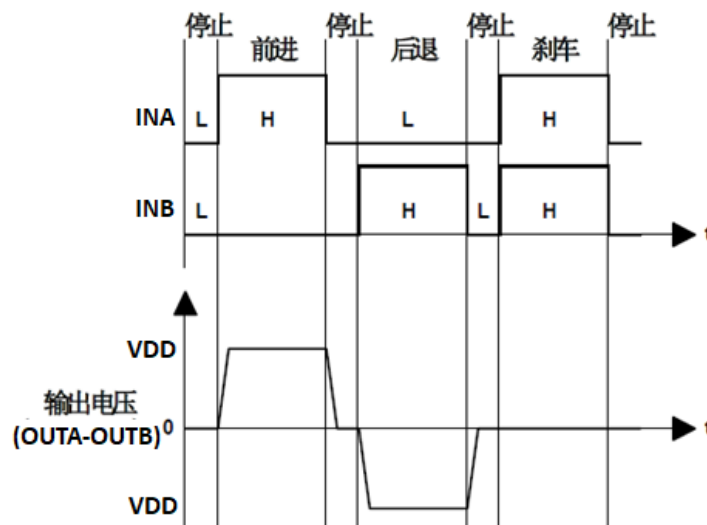 停止 停止 停止 停止
前进 后退 刹车
INA L H L H
INB L H L H
t
VDD
输出电压
(OUTA-OUTB) 0
t
VDD